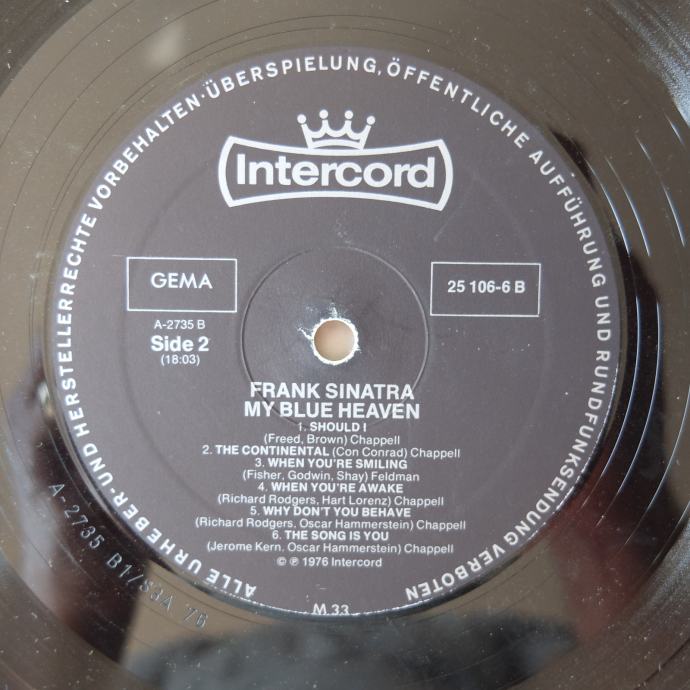 ALLE URHEBER- UND HERSTELLERRECHTE VORBEHALTEN · ÜBERSPIELUNG, ÖFFENTLICHE AUFFÜHRUNG UND RUNDFUNKSENDUNG VERBOTEN
Intercord
GEMA
25 106-6 B
A-2735 B
Side 2
(18:03)
FRANK SINATRA
MY BLUE HEAVEN
1. SHOULD I
(Freed, Brown) Chappell
2. THE CONTINENTAL (Con Conrad) Chappell
3. WHEN YOU'RE SMILING
(Fisher, Godwin, Shay) Feldman
4. WHEN YOU'RE AWAKE
(Richard Rodgers, Hart Lorenz) Chappell
5. WHY DON'T YOU BEHAVE
(Richard Rodgers, Oscar Hammerstein) Chappell
6. THE SONG IS YOU
(Jerome Kern, Oscar Hammerstein) Chappell
© ℗ 1976 Intercord
M 33
A-2735 B1/S3A 76